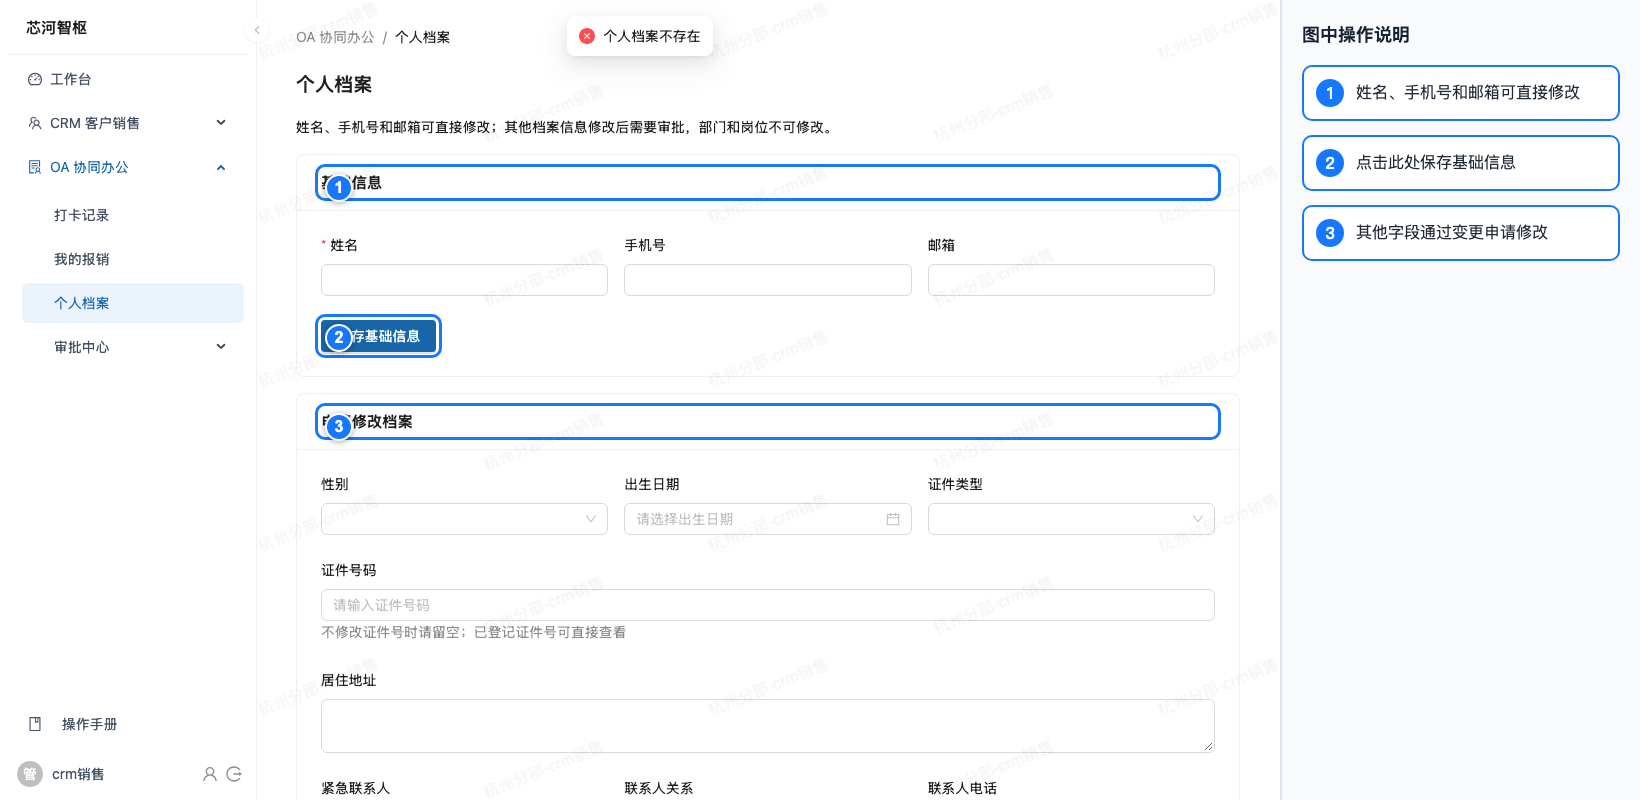 芯河智枢
工作台
CRM 客户销售
OA 协同办公
打卡记录
我的报销
个人档案
审批中心
操作手册
管 crm销售
OA 协同办公 / 个人档案
个人档案不存在
个人档案
姓名、手机号和邮箱可直接修改；其他档案信息修改后需要审批，部门和岗位不可修改。
1 信息
* 姓名
手机号
邮箱
2 存基础信息
3 修改档案
性别
出生日期
证件类型
请选择出生日期
证件号码
请输入证件号码
不修改证件号时请留空；已登记证件号可直接查看
居住地址
紧急联系人
联系人关系
联系人电话
图中操作说明
1 姓名、手机号和邮箱可直接修改
2 点击此处保存基础信息
3 其他字段通过变更申请修改
杭州分部-crm销售